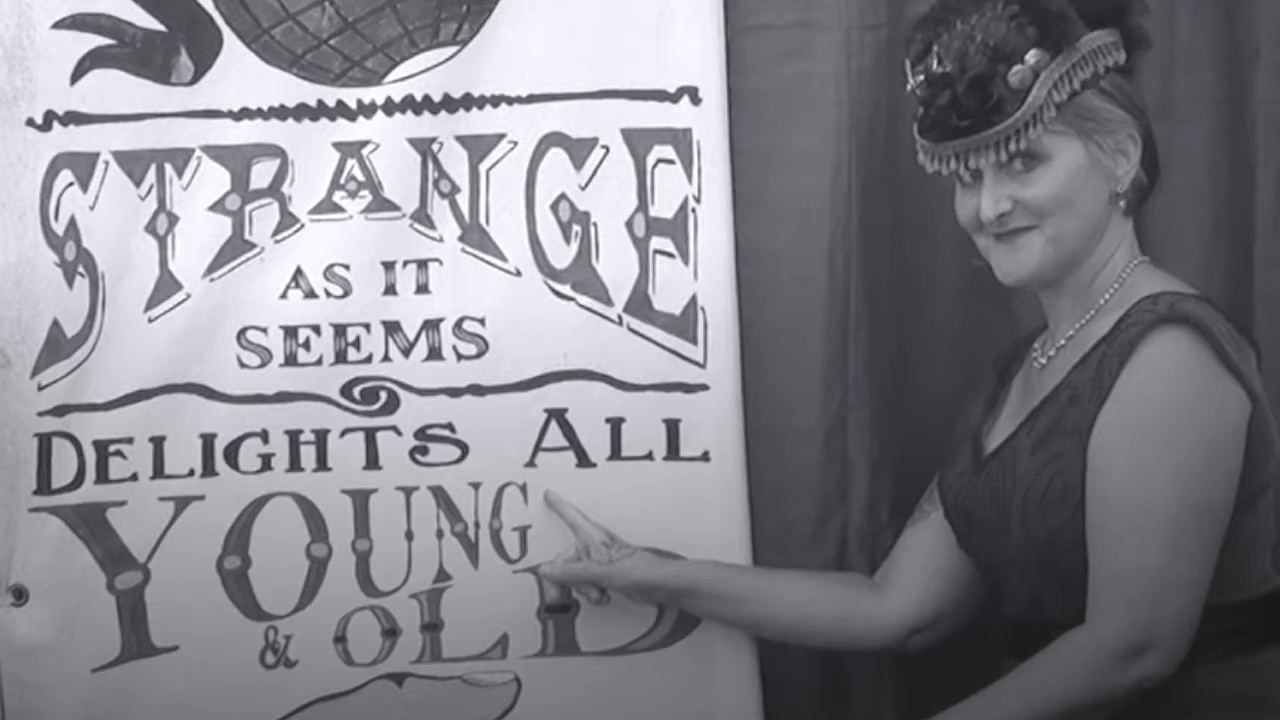 STRANGE
AS IT
SEEMS
DELIGHTS ALL
YOUNG
& OLD